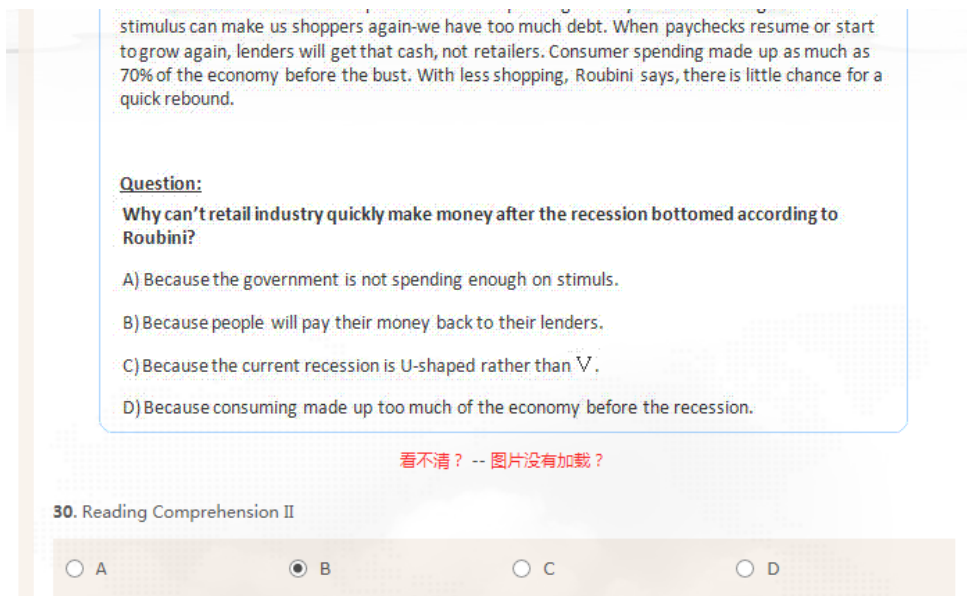 stimulus can make us shoppers again-we have too much debt. When paychecks resume or start
to grow again, lenders will get that cash, not retailers. Consumer spending made up as much as
70% of the economy before the bust. With less shopping, Roubini says, there is little chance for a
quick rebound.
Question:
Why can't retail industry quickly make money after the recession bottomed according to
Roubini?
A) Because the government is not spending enough on stimuls.
B) Because people will pay their money back to their lenders.
C) Because the current recession is U-shaped rather than V.
D) Because consuming made up too much of the economy before the recession.
看不清？ -- 图片没有加载？
30. Reading Comprehension II
A B C D